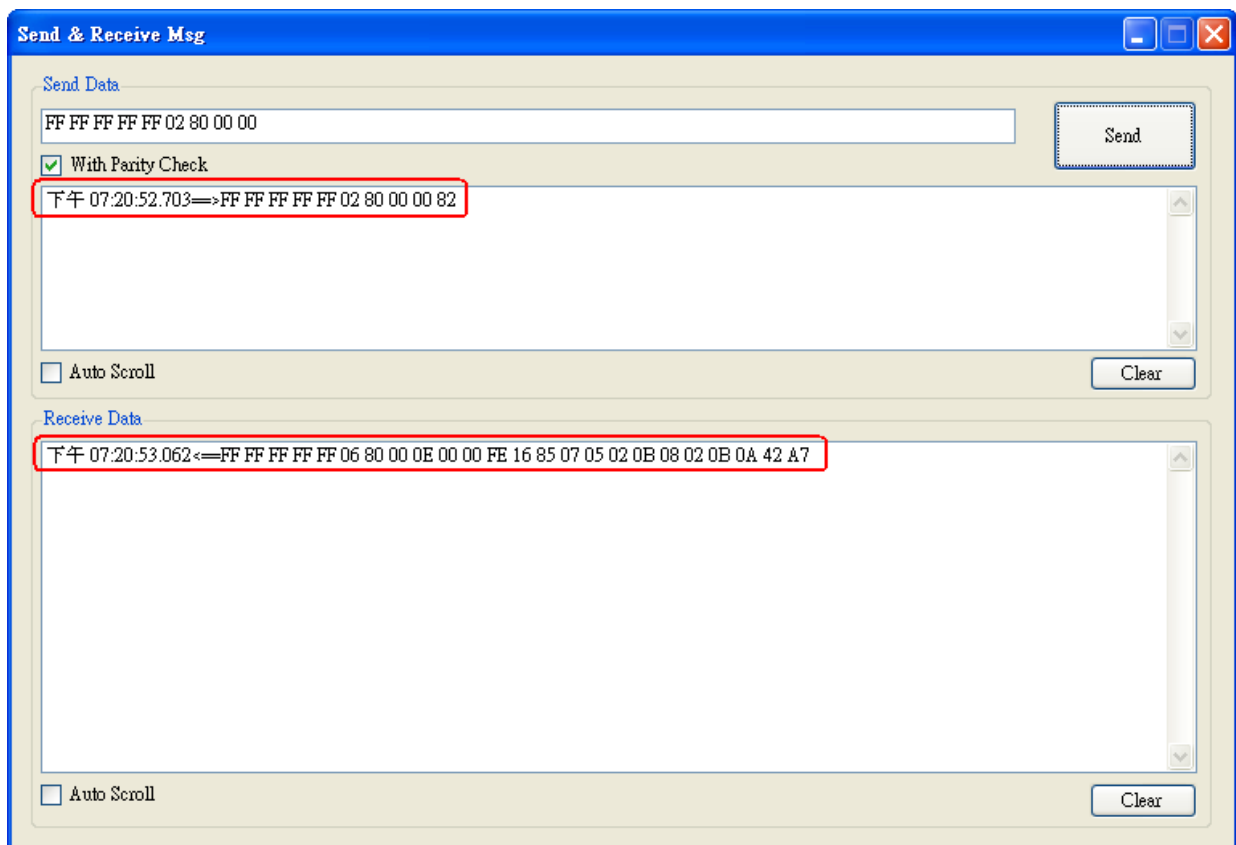 Send & Receive Msg
Send Data
FF FF FF FF FF 02 80 00 00
Send
With Parity Check
下午 07:20:52.703==>FF FF FF FF FF 02 80 00 00 82
Auto Scroll
Clear
Receive Data
下午 07:20:53.062<==FF FF FF FF FF 06 80 00 0E 00 00 FE 16 85 07 05 02 0B 08 02 0B 0A 42 A7
Auto Scroll
Clear